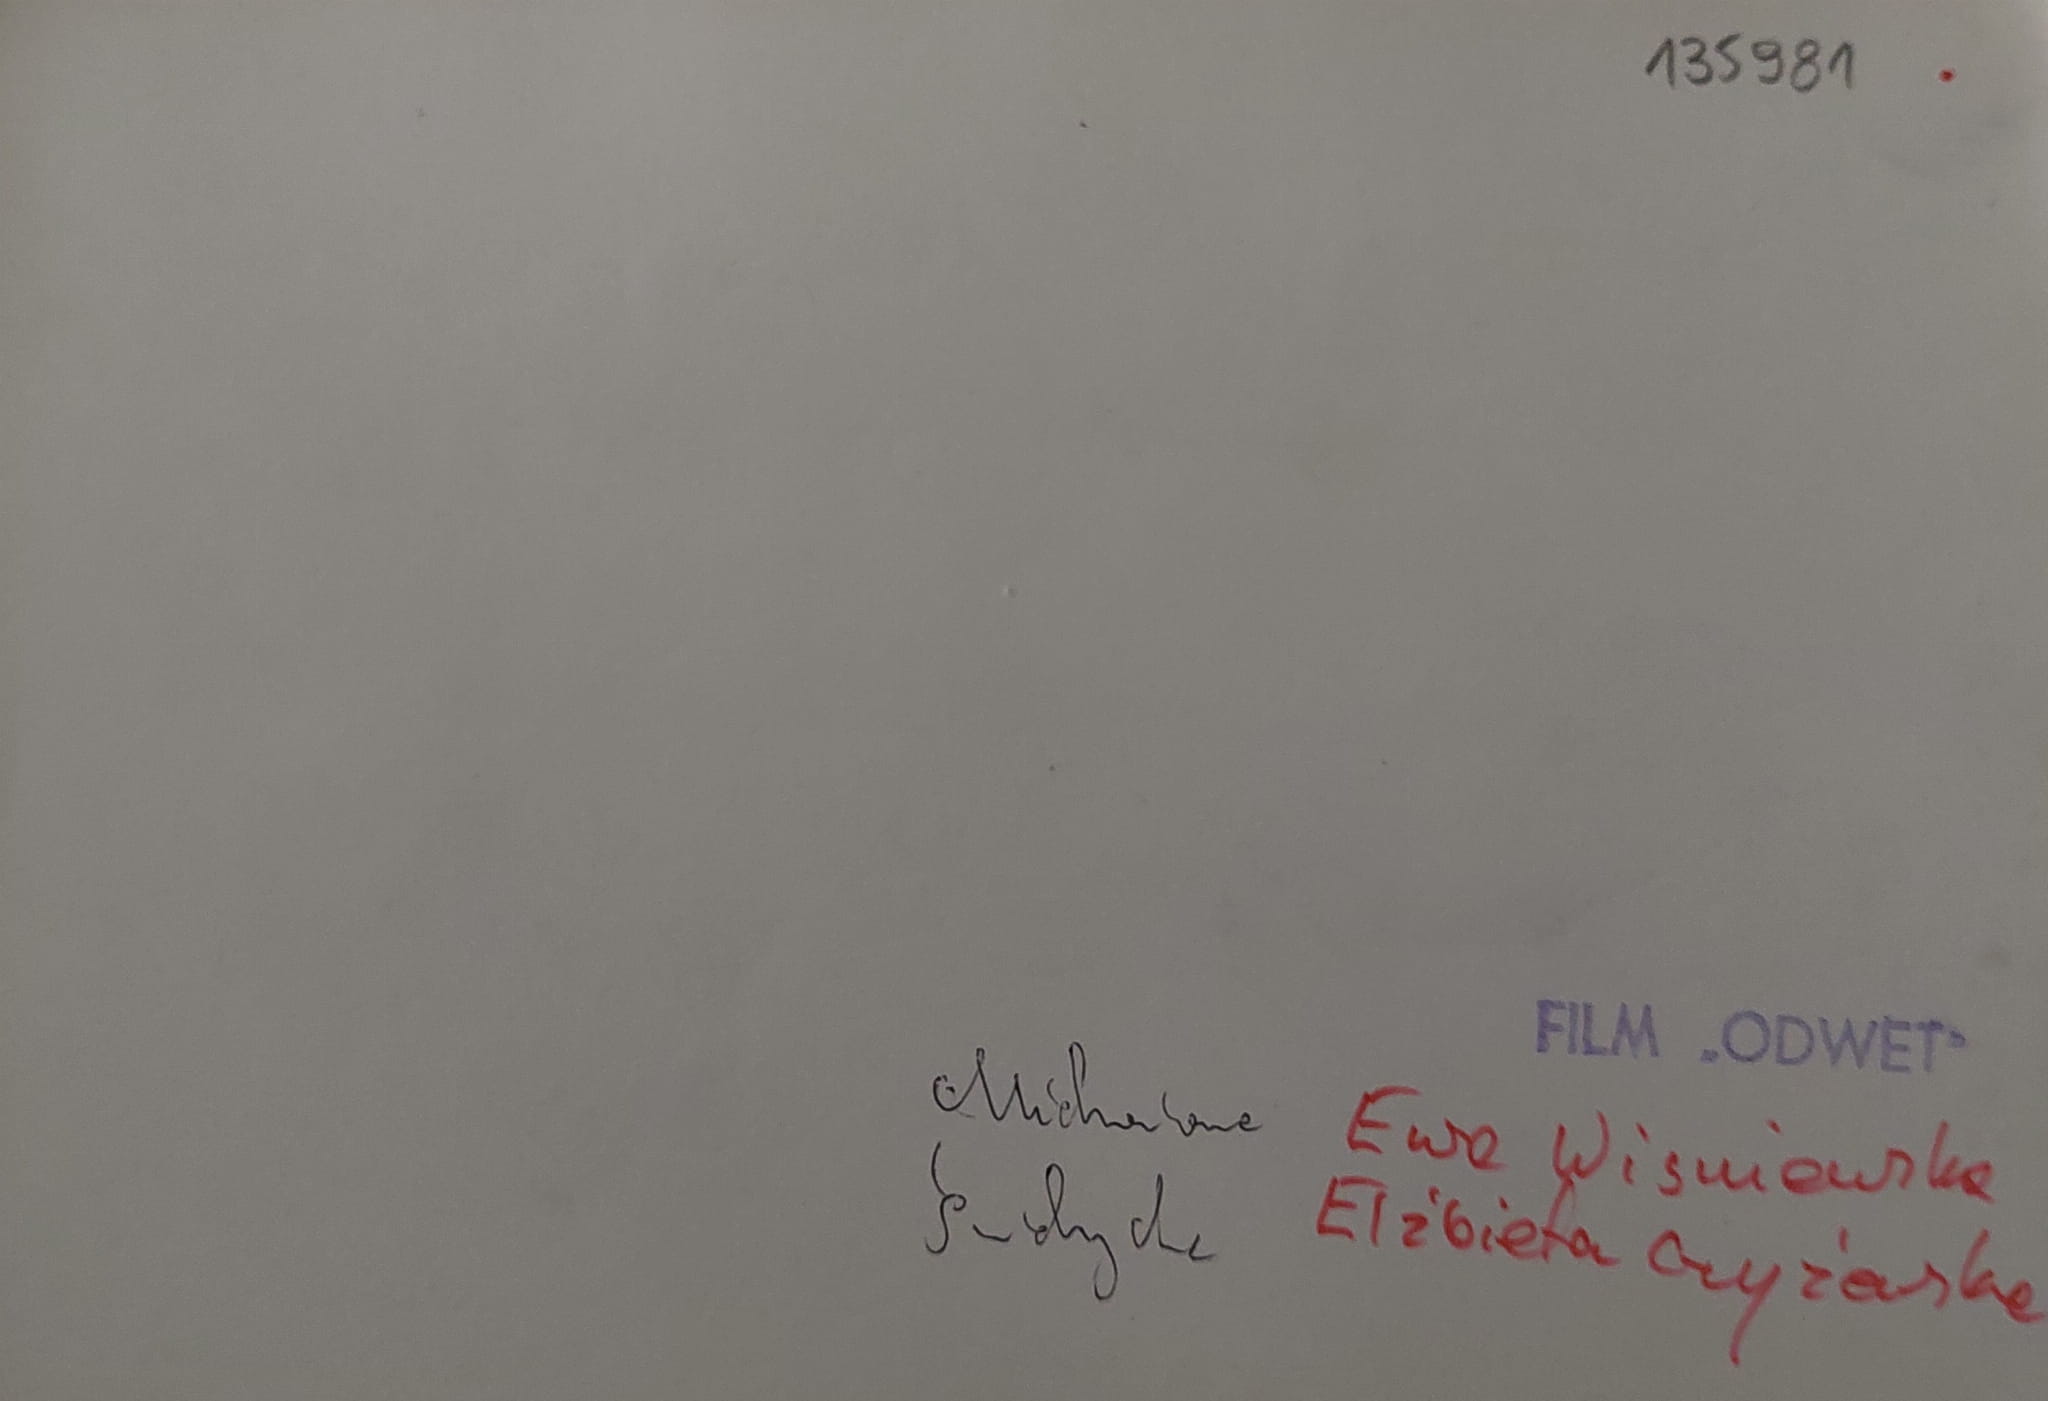 135981
FILM „ODWET"
Ewa Wiśniewska
Elżbieta Czyżewska